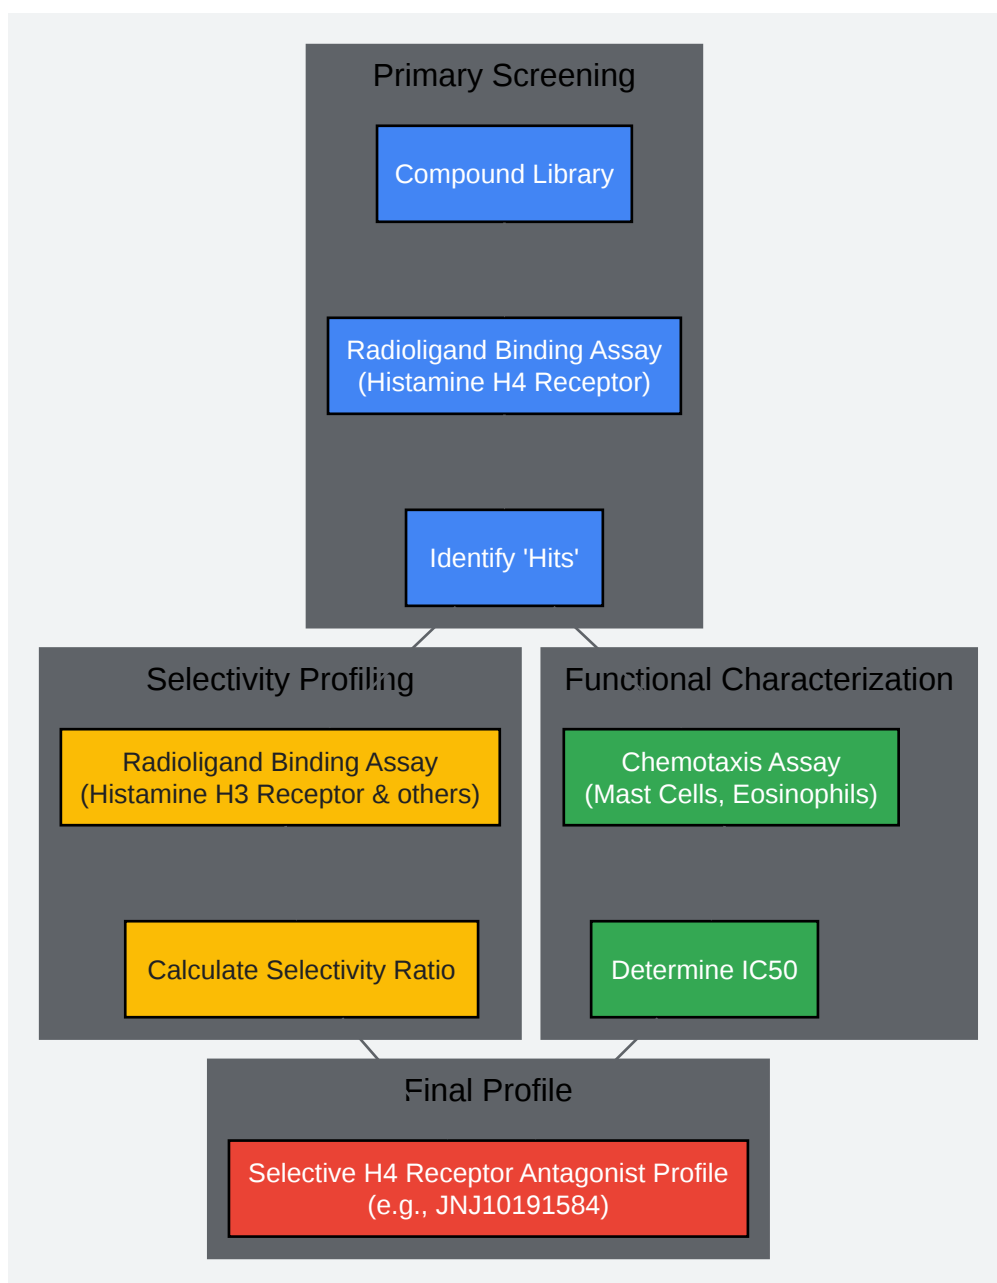 Primary Screening
Compound Library
Radioligand Binding Assay
(Histamine H4 Receptor)
Identify 'Hits'
Selectivity Profiling
Radioligand Binding Assay
(Histamine H3 Receptor & others)
Calculate Selectivity Ratio
Functional Characterization
Chemotaxis Assay
(Mast Cells, Eosinophils)
Determine IC50
Final Profile
Selective H4 Receptor Antagonist Profile
(e.g., JNJ10191584)